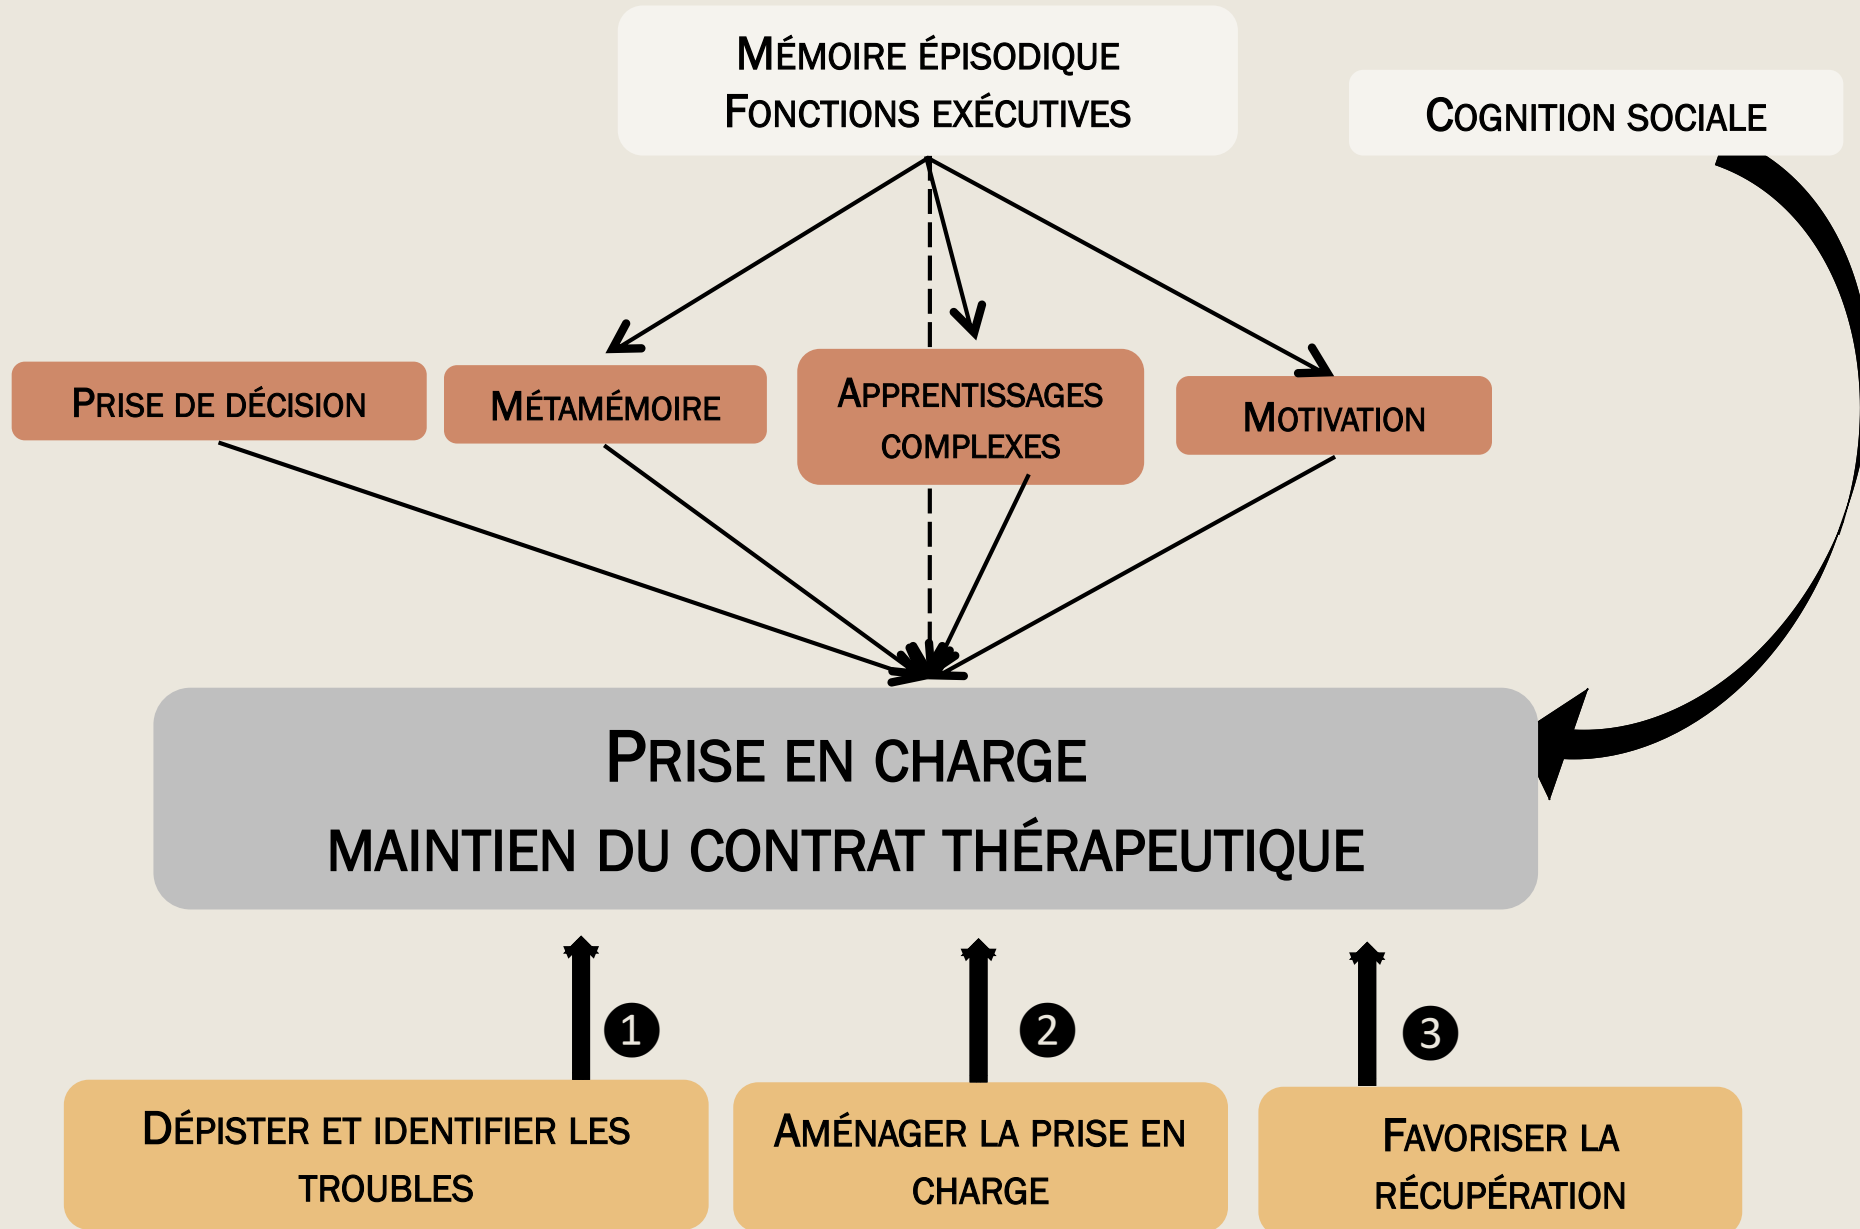 Mémoire épisodique
Fonctions exécutives
Cognition sociale
Prise de décision
Métamémoire
Apprentissages
complexes
Motivation
Prise en charge
maintien du contrat thérapeutique
1
2
3
Dépister et identifier les
troubles
Aménager la prise en
charge
Favoriser la
récupération